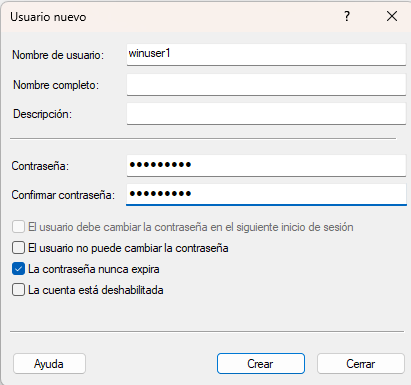 Usuario nuevo
Nombre de usuario: winuser1
Nombre completo:
Descripción:
Contraseña: •••••••••
Confirmar contraseña: •••••••••
El usuario debe cambiar la contraseña en el siguiente inicio de sesión
El usuario no puede cambiar la contraseña
La contraseña nunca expira
La cuenta está deshabilitada
Ayuda Crear Cerrar